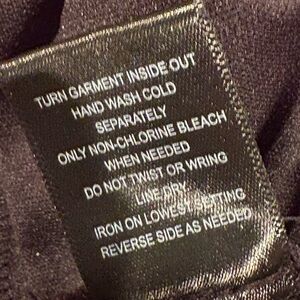 TURN GARMENT INSIDE OUT
HAND WASH COLD
SEPARATELY
ONLY NON-CHLORINE BLEACH
WHEN NEEDED
DO NOT TWIST OR WRING
LINE DRY
IRON ON LOWEST SETTING
REVERSE SIDE AS NEEDED